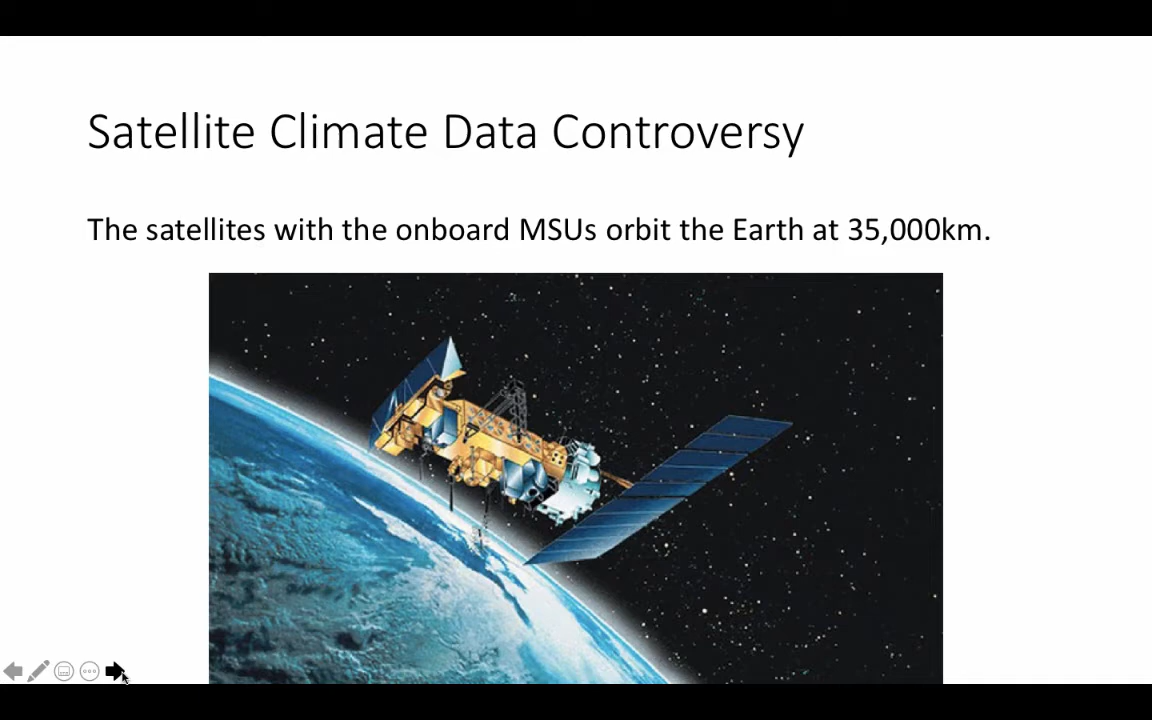 Satellite Climate Data Controversy
The satellites with the onboard MSUs orbit the Earth at 35,000km.